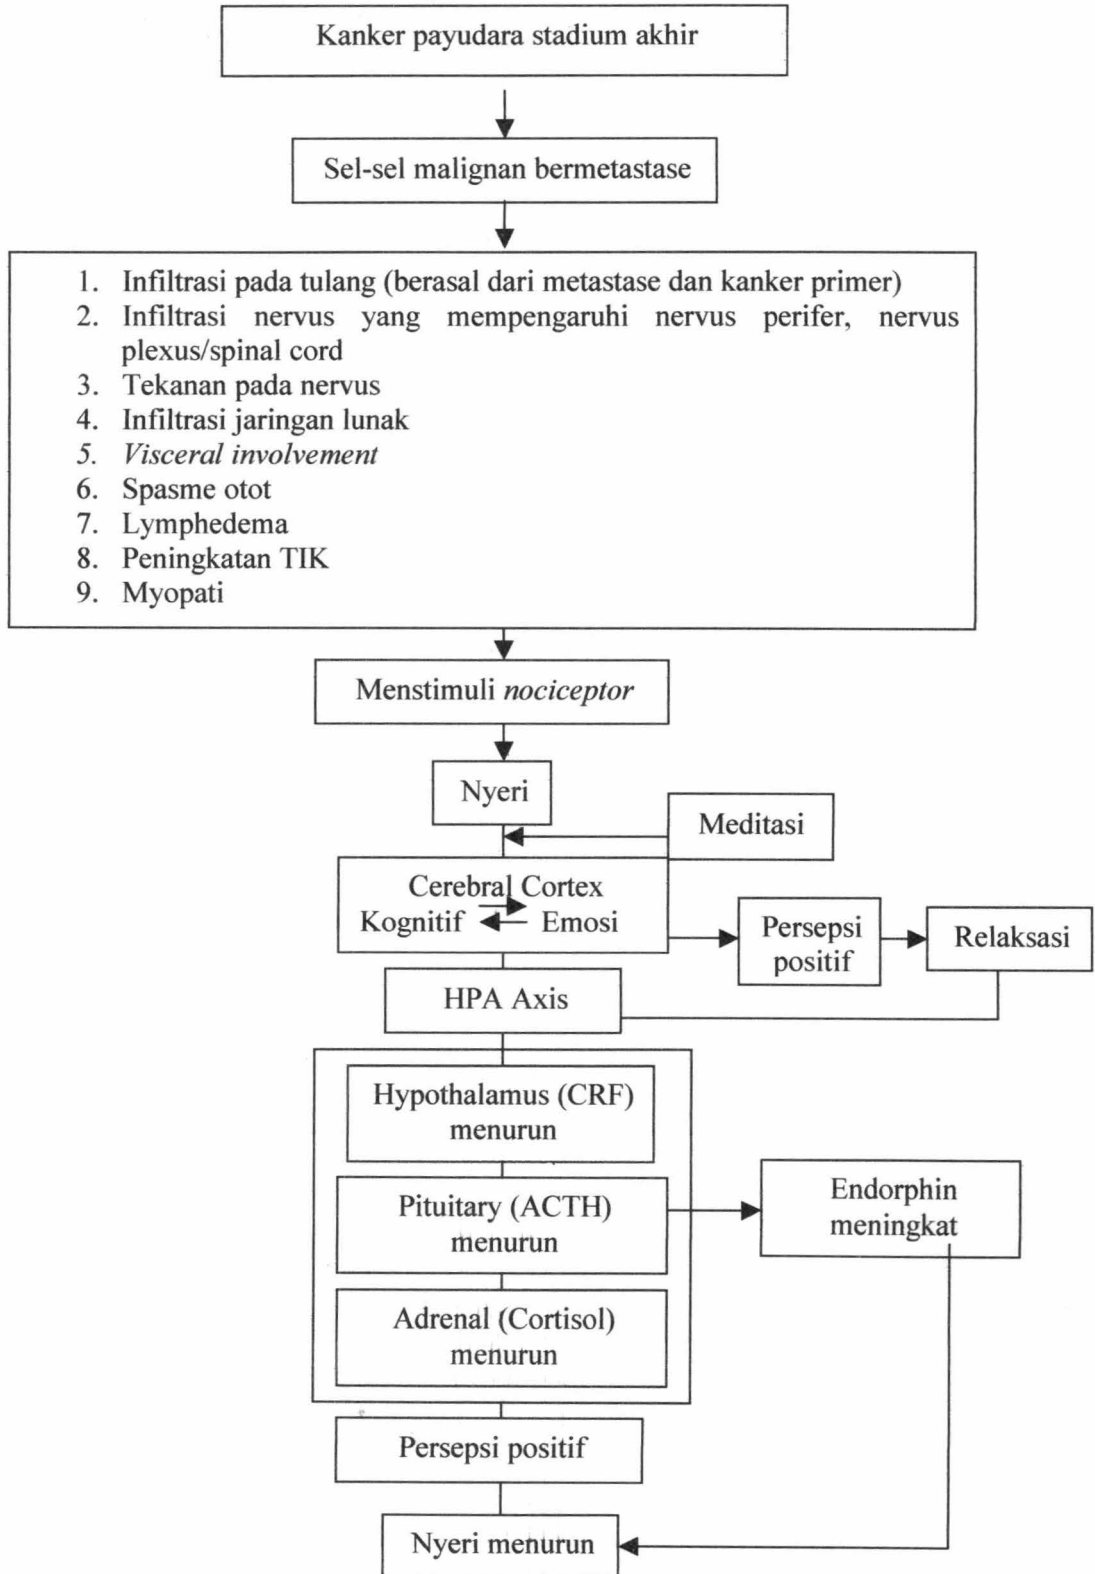 Kanker payudara stadium akhir
Sel-sel malignan bermetastase
1. Infiltrasi pada tulang (berasal dari metastase dan kanker primer)
2. Infiltrasi nervus yang mempengaruhi nervus perifer, nervus
plexus/spinal cord
3. Tekanan pada nervus
4. Infiltrasi jaringan lunak
5. Visceral involvement
6. Spasme otot
7. Lymphedema
8. Peningkatan TIK
9. Myopati
Menstimuli nociceptor
Nyeri
Meditasi
Cerebral Cortex
Kognitif Emosi
Persepsi
positif
Relaksasi
HPA Axis
Hypothalamus (CRF)
menurun
Pituitary (ACTH)
menurun
Endorphin
meningkat
Adrenal (Cortisol)
menurun
Persepsi positif
Nyeri menurun